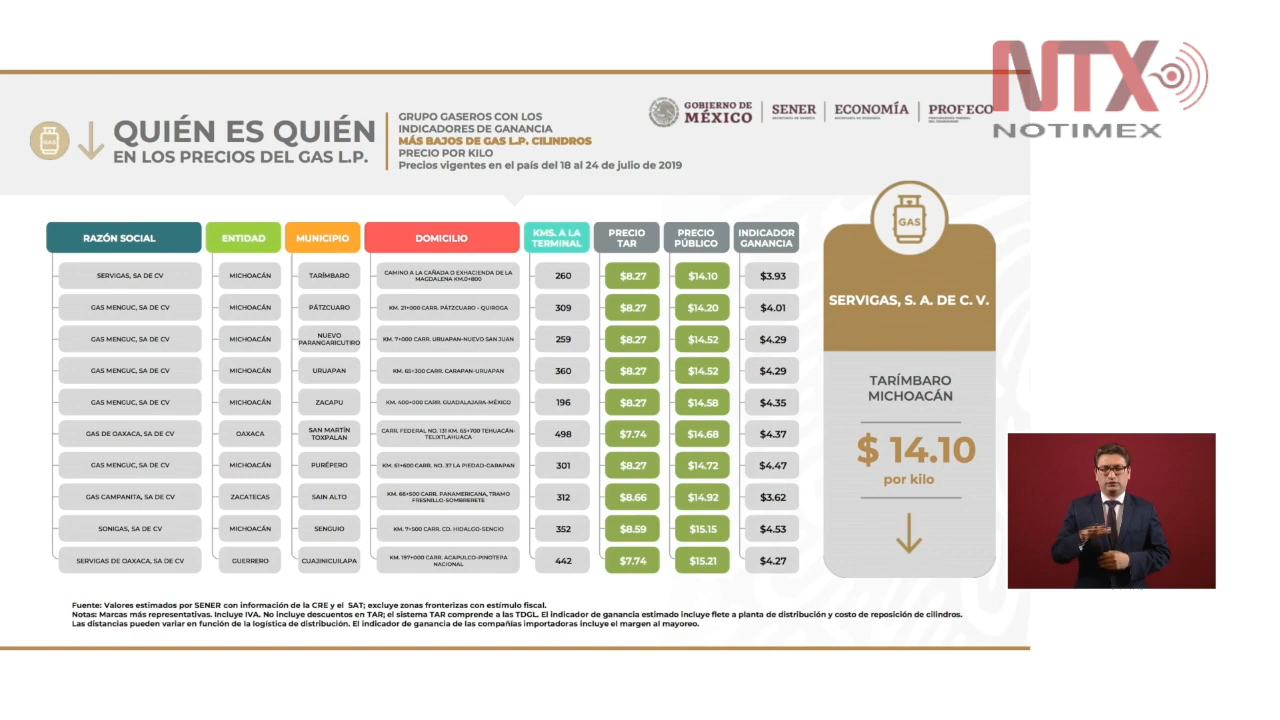 NTX
NOTIMEX
GAS
QUIÉN ES QUIÉN
EN LOS PRECIOS DEL GAS L.P.
GRUPO GASEROS CON LOS
INDICADORES DE GANANCIA
MÁS BAJOS DE GAS L.P. CILINDROS
PRECIO POR KILO
Precios vigentes en el país del 18 al 24 de julio de 2019
GOBIERNO DE
MÉXICO
SENER
ECONOMÍA
PROFECO
RAZÓN SOCIAL ENTIDAD MUNICIPIO DOMICILIO KMS. A LA TERMINAL PRECIO TAR PRECIO PÚBLICO INDICADOR GANANCIA
SERVIGAS, SA DE CV MICHOACÁN TARÍMBARO CAMINO A LA CAÑADA O EXHACIENDA DE LA MAGDALENA KM.0+800 260 $8.27 $14.10 $3.93
GAS MENGUC, SA DE CV MICHOACÁN PÁTZCUARO KM. 21+000 CARR. PÁTZCUARO - QUIROGA 309 $8.27 $14.20 $4.01
GAS MENGUC, SA DE CV MICHOACÁN NUEVO PARANGARICUTIRO KM. 7+000 CARR. URUAPAN-NUEVO SAN JUAN 259 $8.27 $14.52 $4.29
GAS MENGUC, SA DE CV MICHOACÁN URUAPAN KM. 65+300 CARR. CARAPAN-URUAPAN 360 $8.27 $14.52 $4.29
GAS MENGUC, SA DE CV MICHOACÁN ZACAPU KM. 400+000 CARR. GUADALAJARA-MÉXICO 196 $8.27 $14.58 $4.35
GAS DE OAXACA, SA DE CV OAXACA SAN MARTÍN TOXPALAN CARR. FEDERAL NO. 131 KM. 65+700 TEHUACÁN-TELIXTLAHUACA 498 $7.74 $14.68 $4.37
GAS MENGUC, SA DE CV MICHOACÁN PURÉPERO KM. 61+600 CARR. NO. 37 LA PIEDAD-CARAPAN 301 $8.27 $14.72 $4.47
GAS CAMPANITA, SA DE CV ZACATECAS SAIN ALTO KM. 66+500 CARR. PANAMERICANA, TRAMO FRESNILLO-SOMBRERETE 312 $8.66 $14.92 $3.62
SONIGAS, SA DE CV MICHOACÁN SENGUIO KM. 7+500 CARR. CD. HIDALGO-SENGIO 352 $8.59 $15.15 $4.53
SERVIGAS DE OAXACA, SA DE CV GUERRERO CUAJINICUILAPA KM. 197+000 CARR. ACAPULCO-PINOTEPA NACIONAL 442 $7.74 $15.21 $4.27
GAS
SERVIGAS, S. A. DE C. V.
TARÍMBARO
MICHOACÁN
$ 14.10
por kilo
Fuente: Valores estimados por SENER con información de la CRE y el SAT; excluye zonas fronterizas con estímulo fiscal.
Notas: Marcas más representativas. Incluye IVA. No incluye descuentos en TAR; el sistema TAR comprende a las TDGL. El indicador de ganancia estimado incluye flete a planta de distribución y costo de reposición de cilindros.
Las distancias pueden variar en función de la logística de distribución. El indicador de ganancia de las compañías importadoras incluye el margen al mayoreo.